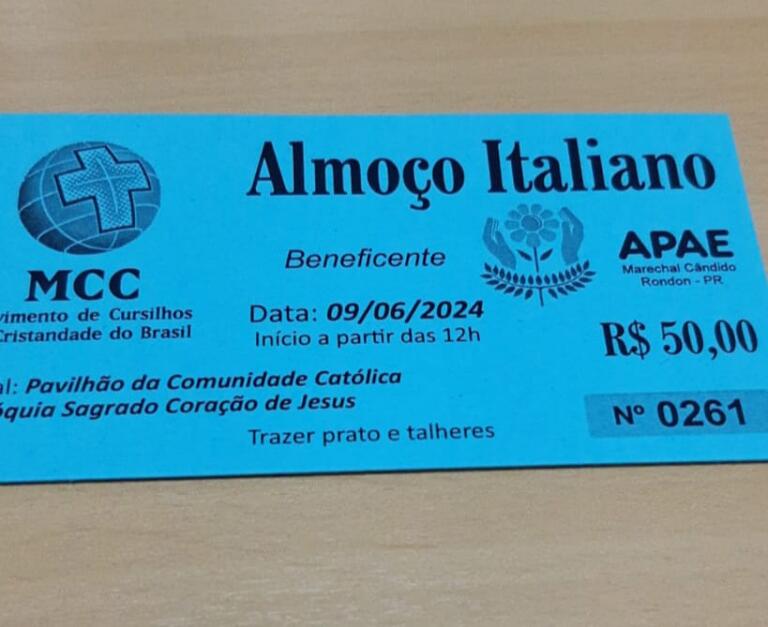 Almoço Italiano
MCC
vimento de Cursilhos
Cristandade do Brasil
Beneficente
APAE
Marechal Cândido
Rondon - PR
Data: 09/06/2024
Início a partir das 12h
R$ 50,00
al: Pavilhão da Comunidade Católica
óquia Sagrado Coração de Jesus
Trazer prato e talheres
Nº 0261